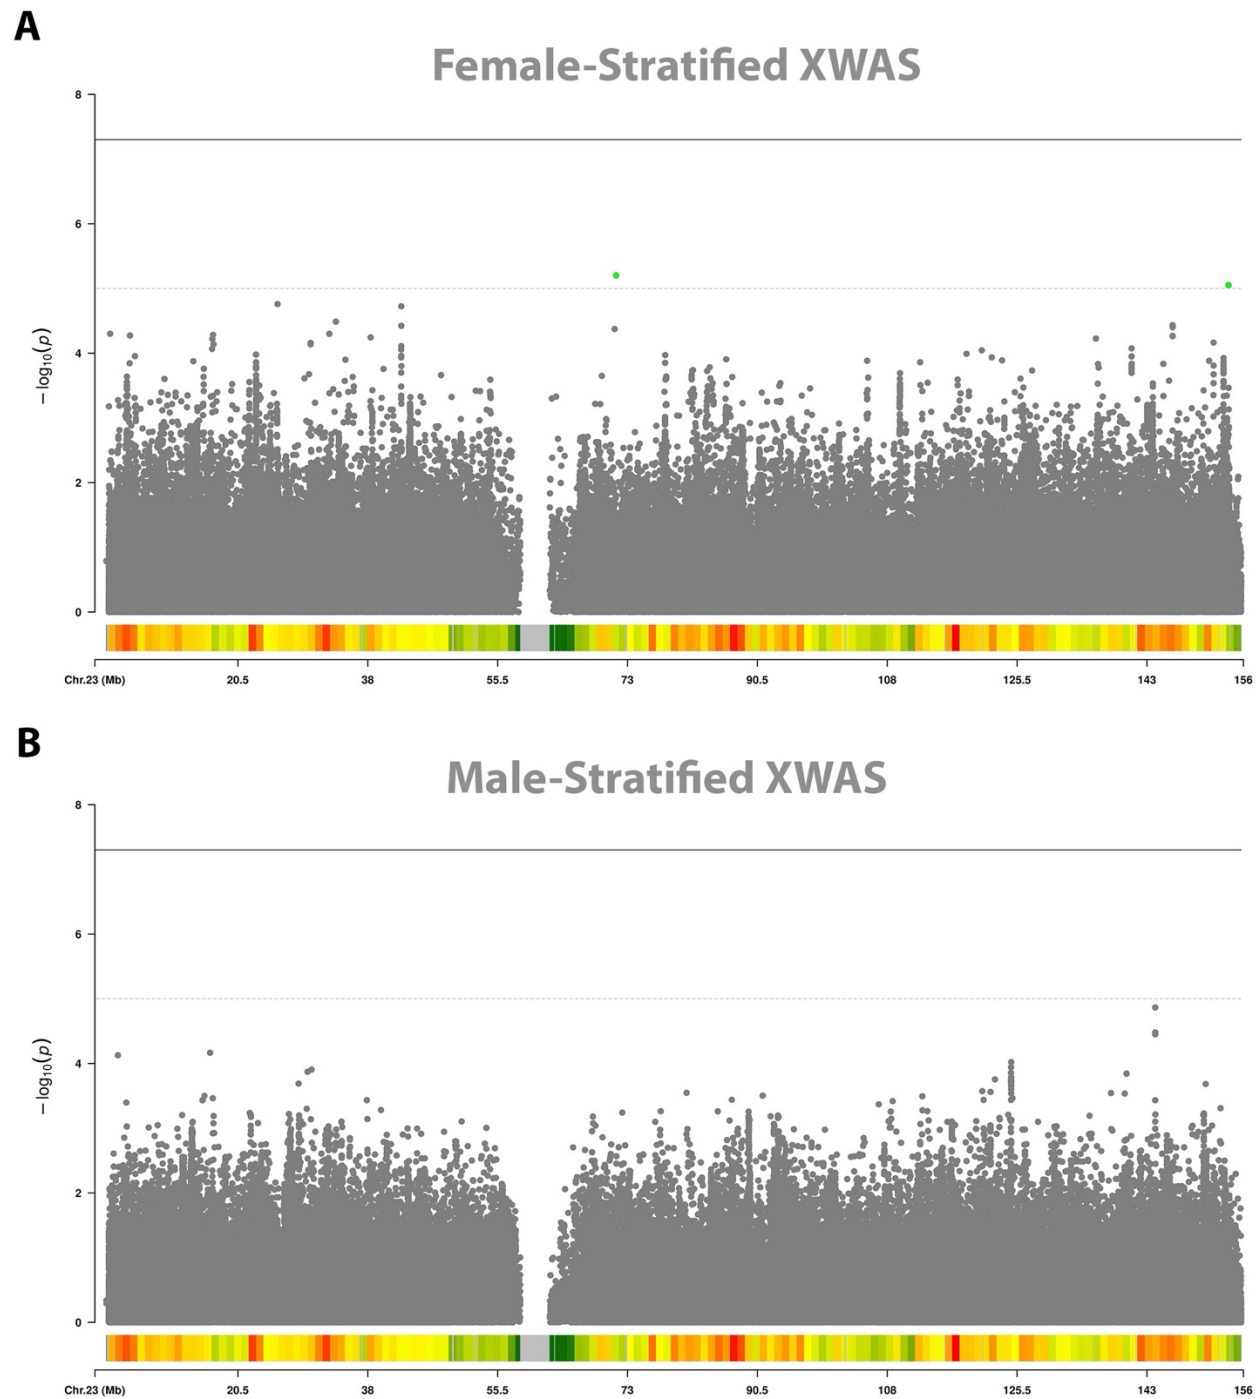 A
Female-Stratified XWAS
8
6
4
2
0
−log10(p)
Chr.23 (Mb) 20.5 38 55.5 73 90.5 108 125.5 143 156
B
Male-Stratified XWAS
8
6
4
2
0
−log10(p)
Chr.23 (Mb) 20.5 38 55.5 73 90.5 108 125.5 143 156